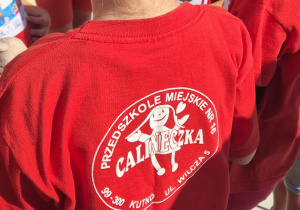 PRZEDSZKOLE MIEJSKIE NR 16
CALINECZKA
99-300 KUTNO UL. WILCZA 5